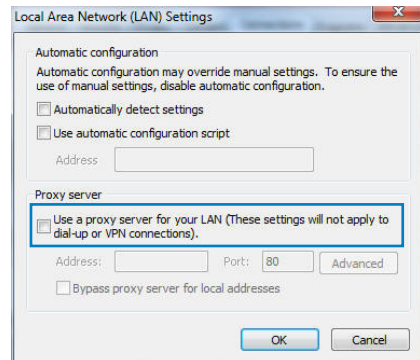 Local Area Network (LAN) Settings
Automatic configuration
Automatic configuration may override manual settings. To ensure the
use of manual settings, disable automatic configuration.
Automatically detect settings
Use automatic configuration script
Address
Proxy server
Use a proxy server for your LAN (These settings will not apply to
dial-up or VPN connections).
Address:
Port:
80
Advanced
Bypass proxy server for local addresses
OK
Cancel